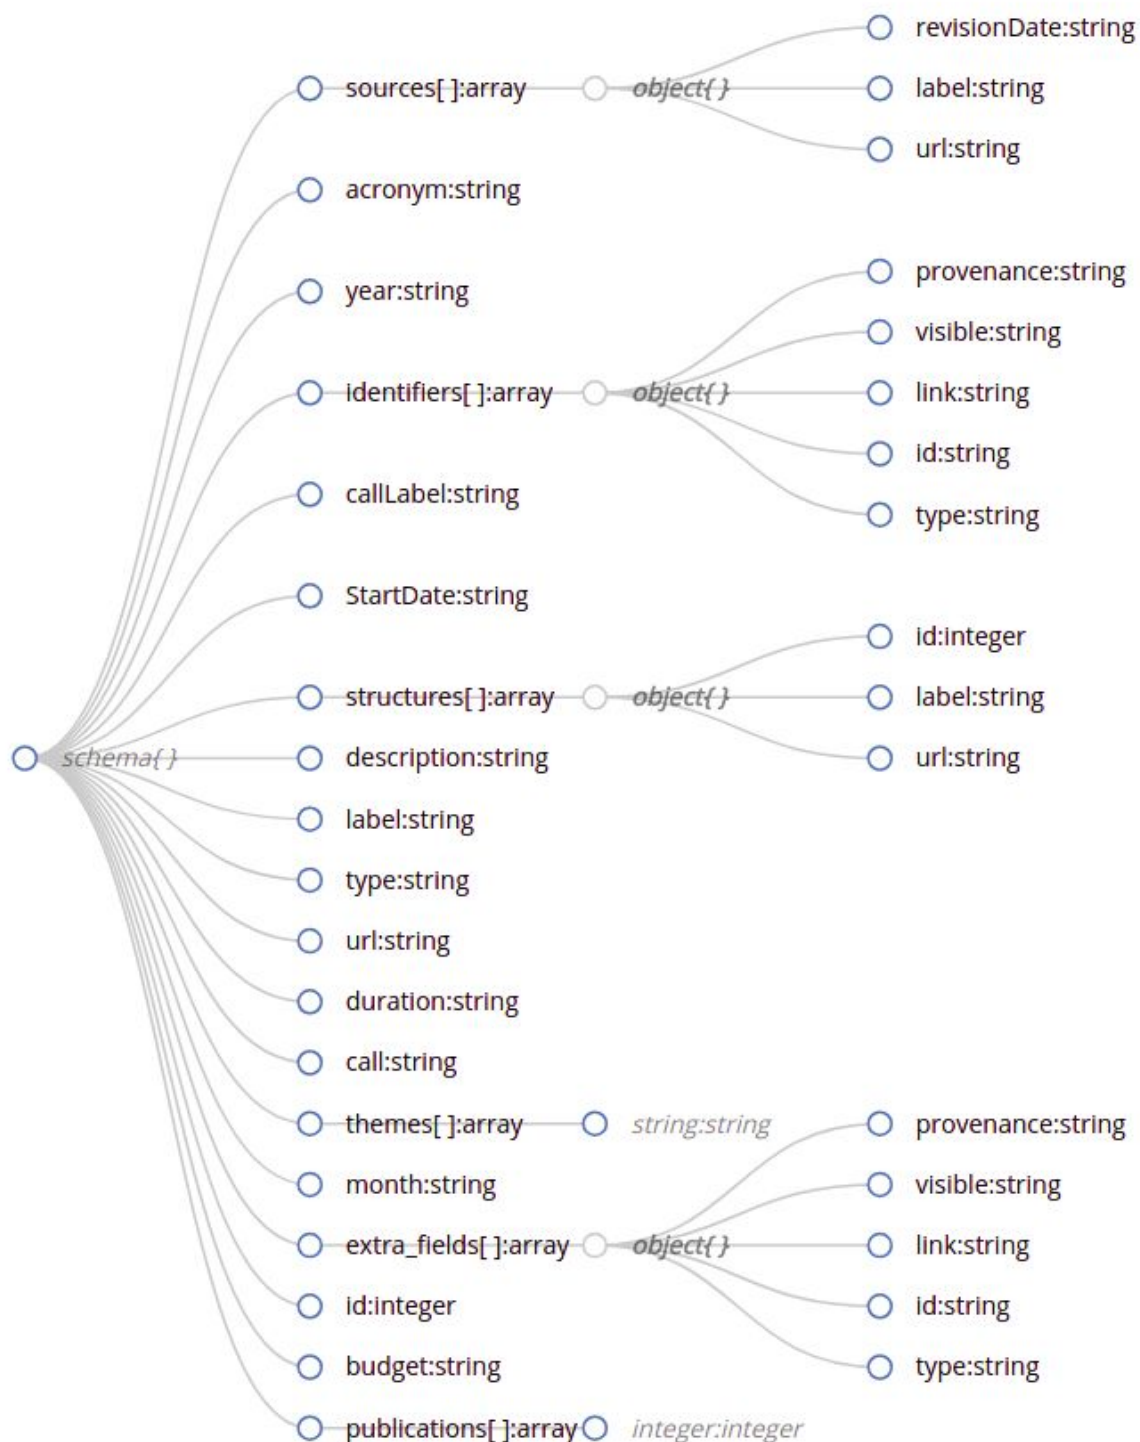 revisionDate:string
sources[ ]:array
object{ }
label:string
url:string
acronym:string
provenance:string
year:string
visible:string
identifiers[ ]:array
object{ }
link:string
id:string
callLabel:string
type:string
StartDate:string
id:integer
structures[ ]:array
object{ }
label:string
schema{ }
description:string
url:string
label:string
type:string
url:string
duration:string
call:string
themes[ ]:array
string:string
provenance:string
month:string
visible:string
extra_fields[ ]:array
object{ }
link:string
id:integer
id:string
budget:string
type:string
publications[ ]:array
integer:integer